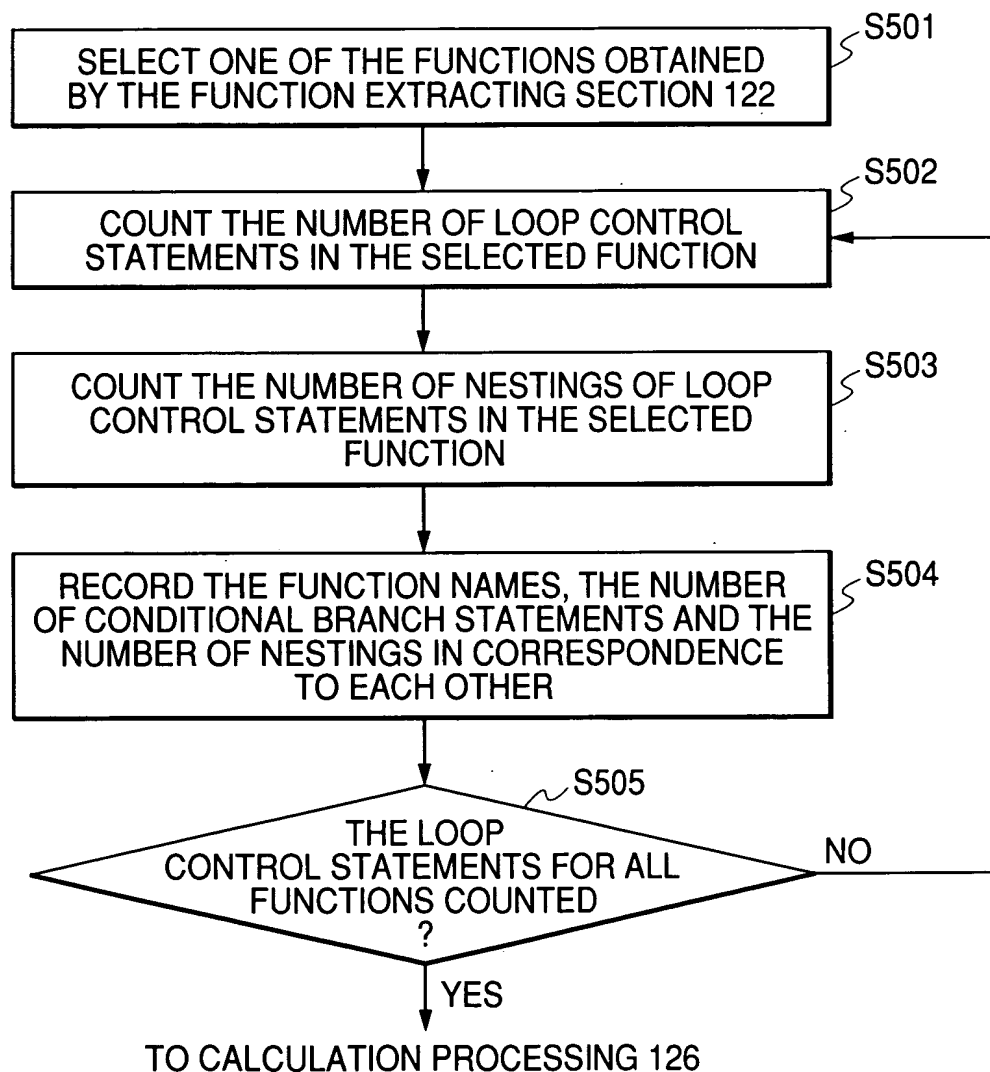 S501
SELECT ONE OF THE FUNCTIONS OBTAINED
BY THE FUNCTION EXTRACTING SECTION 122
S502
COUNT THE NUMBER OF LOOP CONTROL
STATEMENTS IN THE SELECTED FUNCTION
S503
COUNT THE NUMBER OF NESTINGS OF LOOP
CONTROL STATEMENTS IN THE SELECTED
FUNCTION
S504
RECORD THE FUNCTION NAMES, THE NUMBER
OF CONDITIONAL BRANCH STATEMENTS AND THE
NUMBER OF NESTINGS IN CORRESPONDENCE
TO EACH OTHER
S505
THE LOOP
CONTROL STATEMENTS FOR ALL
FUNCTIONS COUNTED
?
NO
YES
TO CALCULATION PROCESSING 126